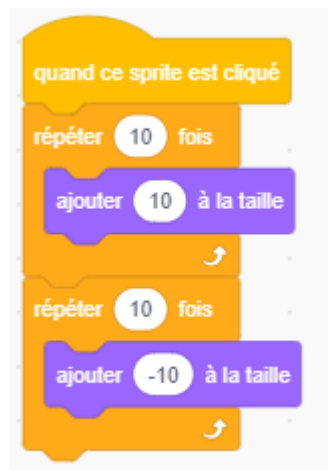 quand ce sprite est cliqué
répéter 10 fois
ajouter 10 à la taille
répéter 10 fois
ajouter -10 à la taille